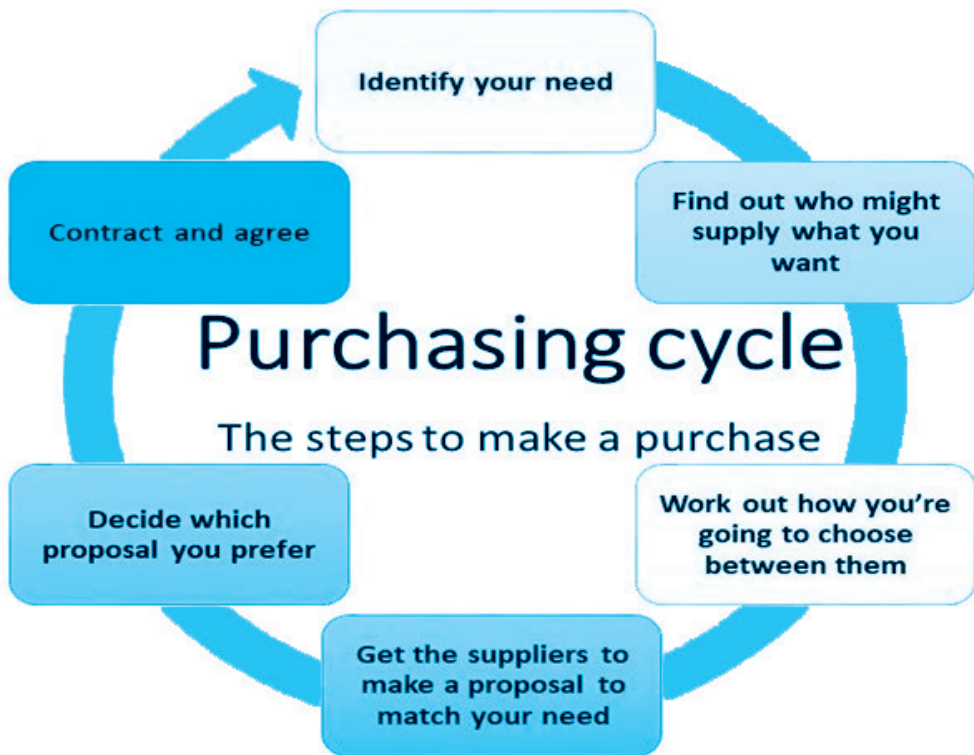 Identify your need
Find out who might
supply what you
want
Work out how you’re
going to choose
between them
Get the suppliers to
make a proposal to
match your need
Decide which
proposal you prefer
Contract and agree
Purchasing cycle
The steps to make a purchase